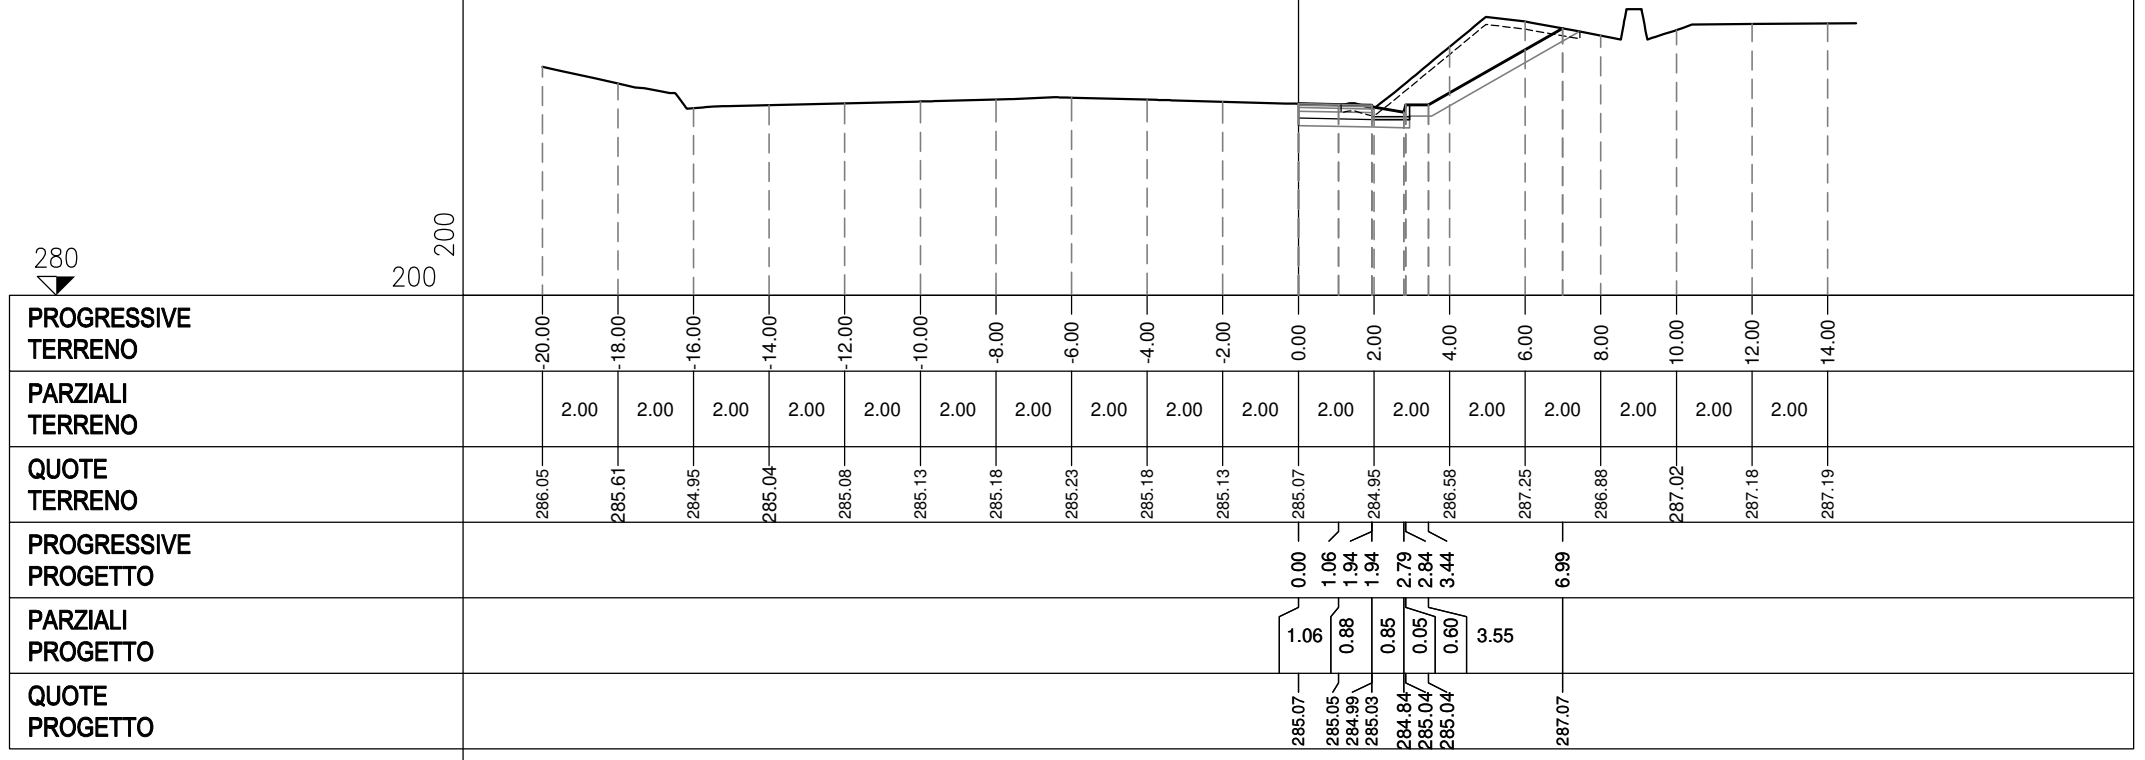 200
280
200
PROGRESSIVE
TERRENO
-20.00 -18.00 -16.00 -14.00 -12.00 -10.00 -8.00 -6.00 -4.00 -2.00 0.00 2.00 4.00 6.00 8.00 10.00 12.00 14.00
PARZIALI
TERRENO
2.00 2.00 2.00 2.00 2.00 2.00 2.00 2.00 2.00 2.00 2.00 2.00 2.00 2.00 2.00 2.00 2.00
QUOTE
TERRENO
286.05 285.61 284.95 285.04 285.08 285.13 285.18 285.23 285.18 285.13 285.07 284.95 286.58 287.25 286.88 287.02 287.18 287.19
PROGRESSIVE
PROGETTO
0.00 1.06 1.94 1.94 2.79 2.84 3.44 6.99
PARZIALI
PROGETTO
1.06 0.88 0.85 0.05 0.60 3.55
QUOTE
PROGETTO
285.07 285.05 284.99 285.03 284.84 285.04 285.04 287.07